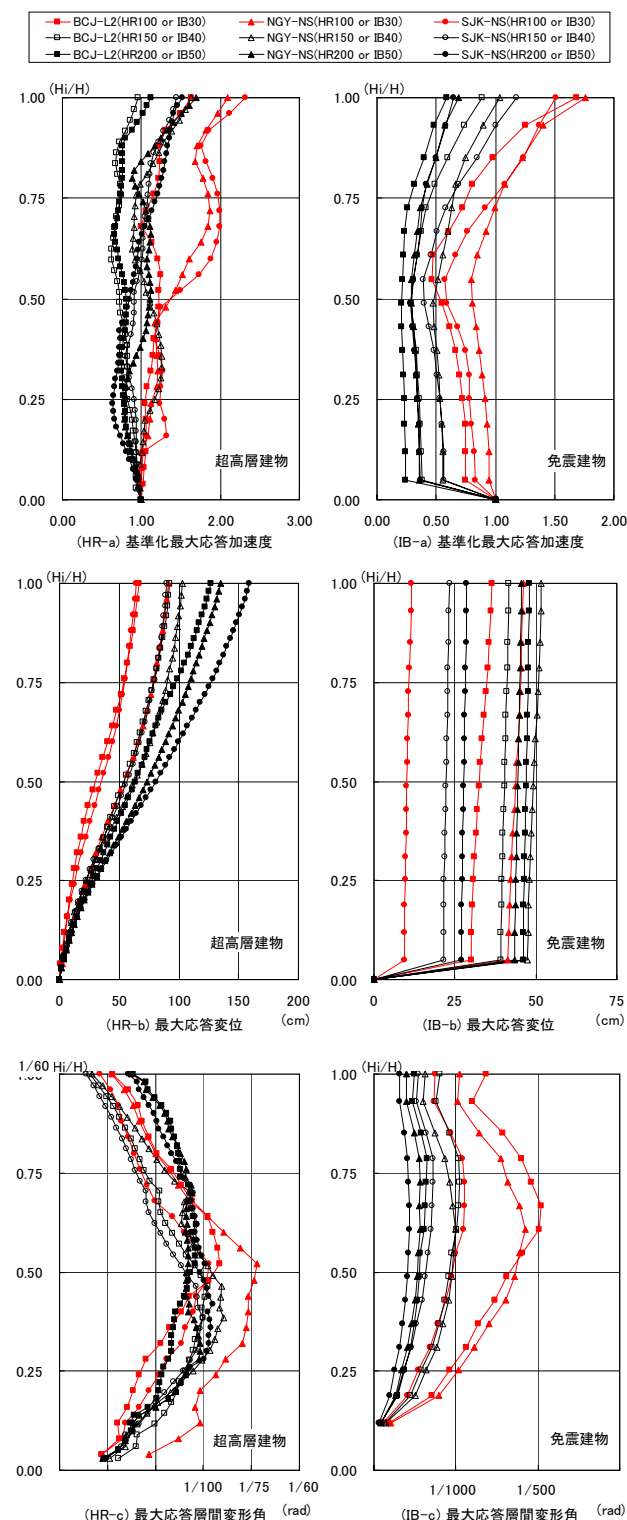 BCJ-L2(HR100 or IB30) NGY-NS(HR100 or IB30) SJK-NS(HR100 or IB30)
BCJ-L2(HR150 or IB40) NGY-NS(HR150 or IB40) SJK-NS(HR150 or IB40)
BCJ-L2(HR200 or IB50) NGY-NS(HR200 or IB50) SJK-NS(HR200 or IB50)
(Hi/H)
1.00
0.75
0.50
0.25
0.00
0.00 1.00 2.00 3.00
超高層建物
(HR-a) 基準化最大応答加速度
(Hi/H)
1.00
0.75
0.50
0.25
0.00
0.00 0.50 1.00 1.50 2.00
免震建物
(IB-a) 基準化最大応答加速度
(Hi/H)
1.00
0.75
0.50
0.25
0.00
0 50 100 150 200
超高層建物
(HR-b) 最大応答変位 (cm)
(Hi/H)
1.00
0.75
0.50
0.25
0.00
0 25 50 75
免震建物
(IB-b) 最大応答変位 (cm)
1/60 Hi/H)
1.00
0.75
0.50
0.25
0.00
1/100 1/75 1/60
超高層建物
(HR-c) 最大応答層間変形角 (rad)
(Hi/H)
1.00
0.75
0.50
0.25
0.00
1/1000 1/500
免震建物
(IB-c) 最大応答層間変形角 (rad)